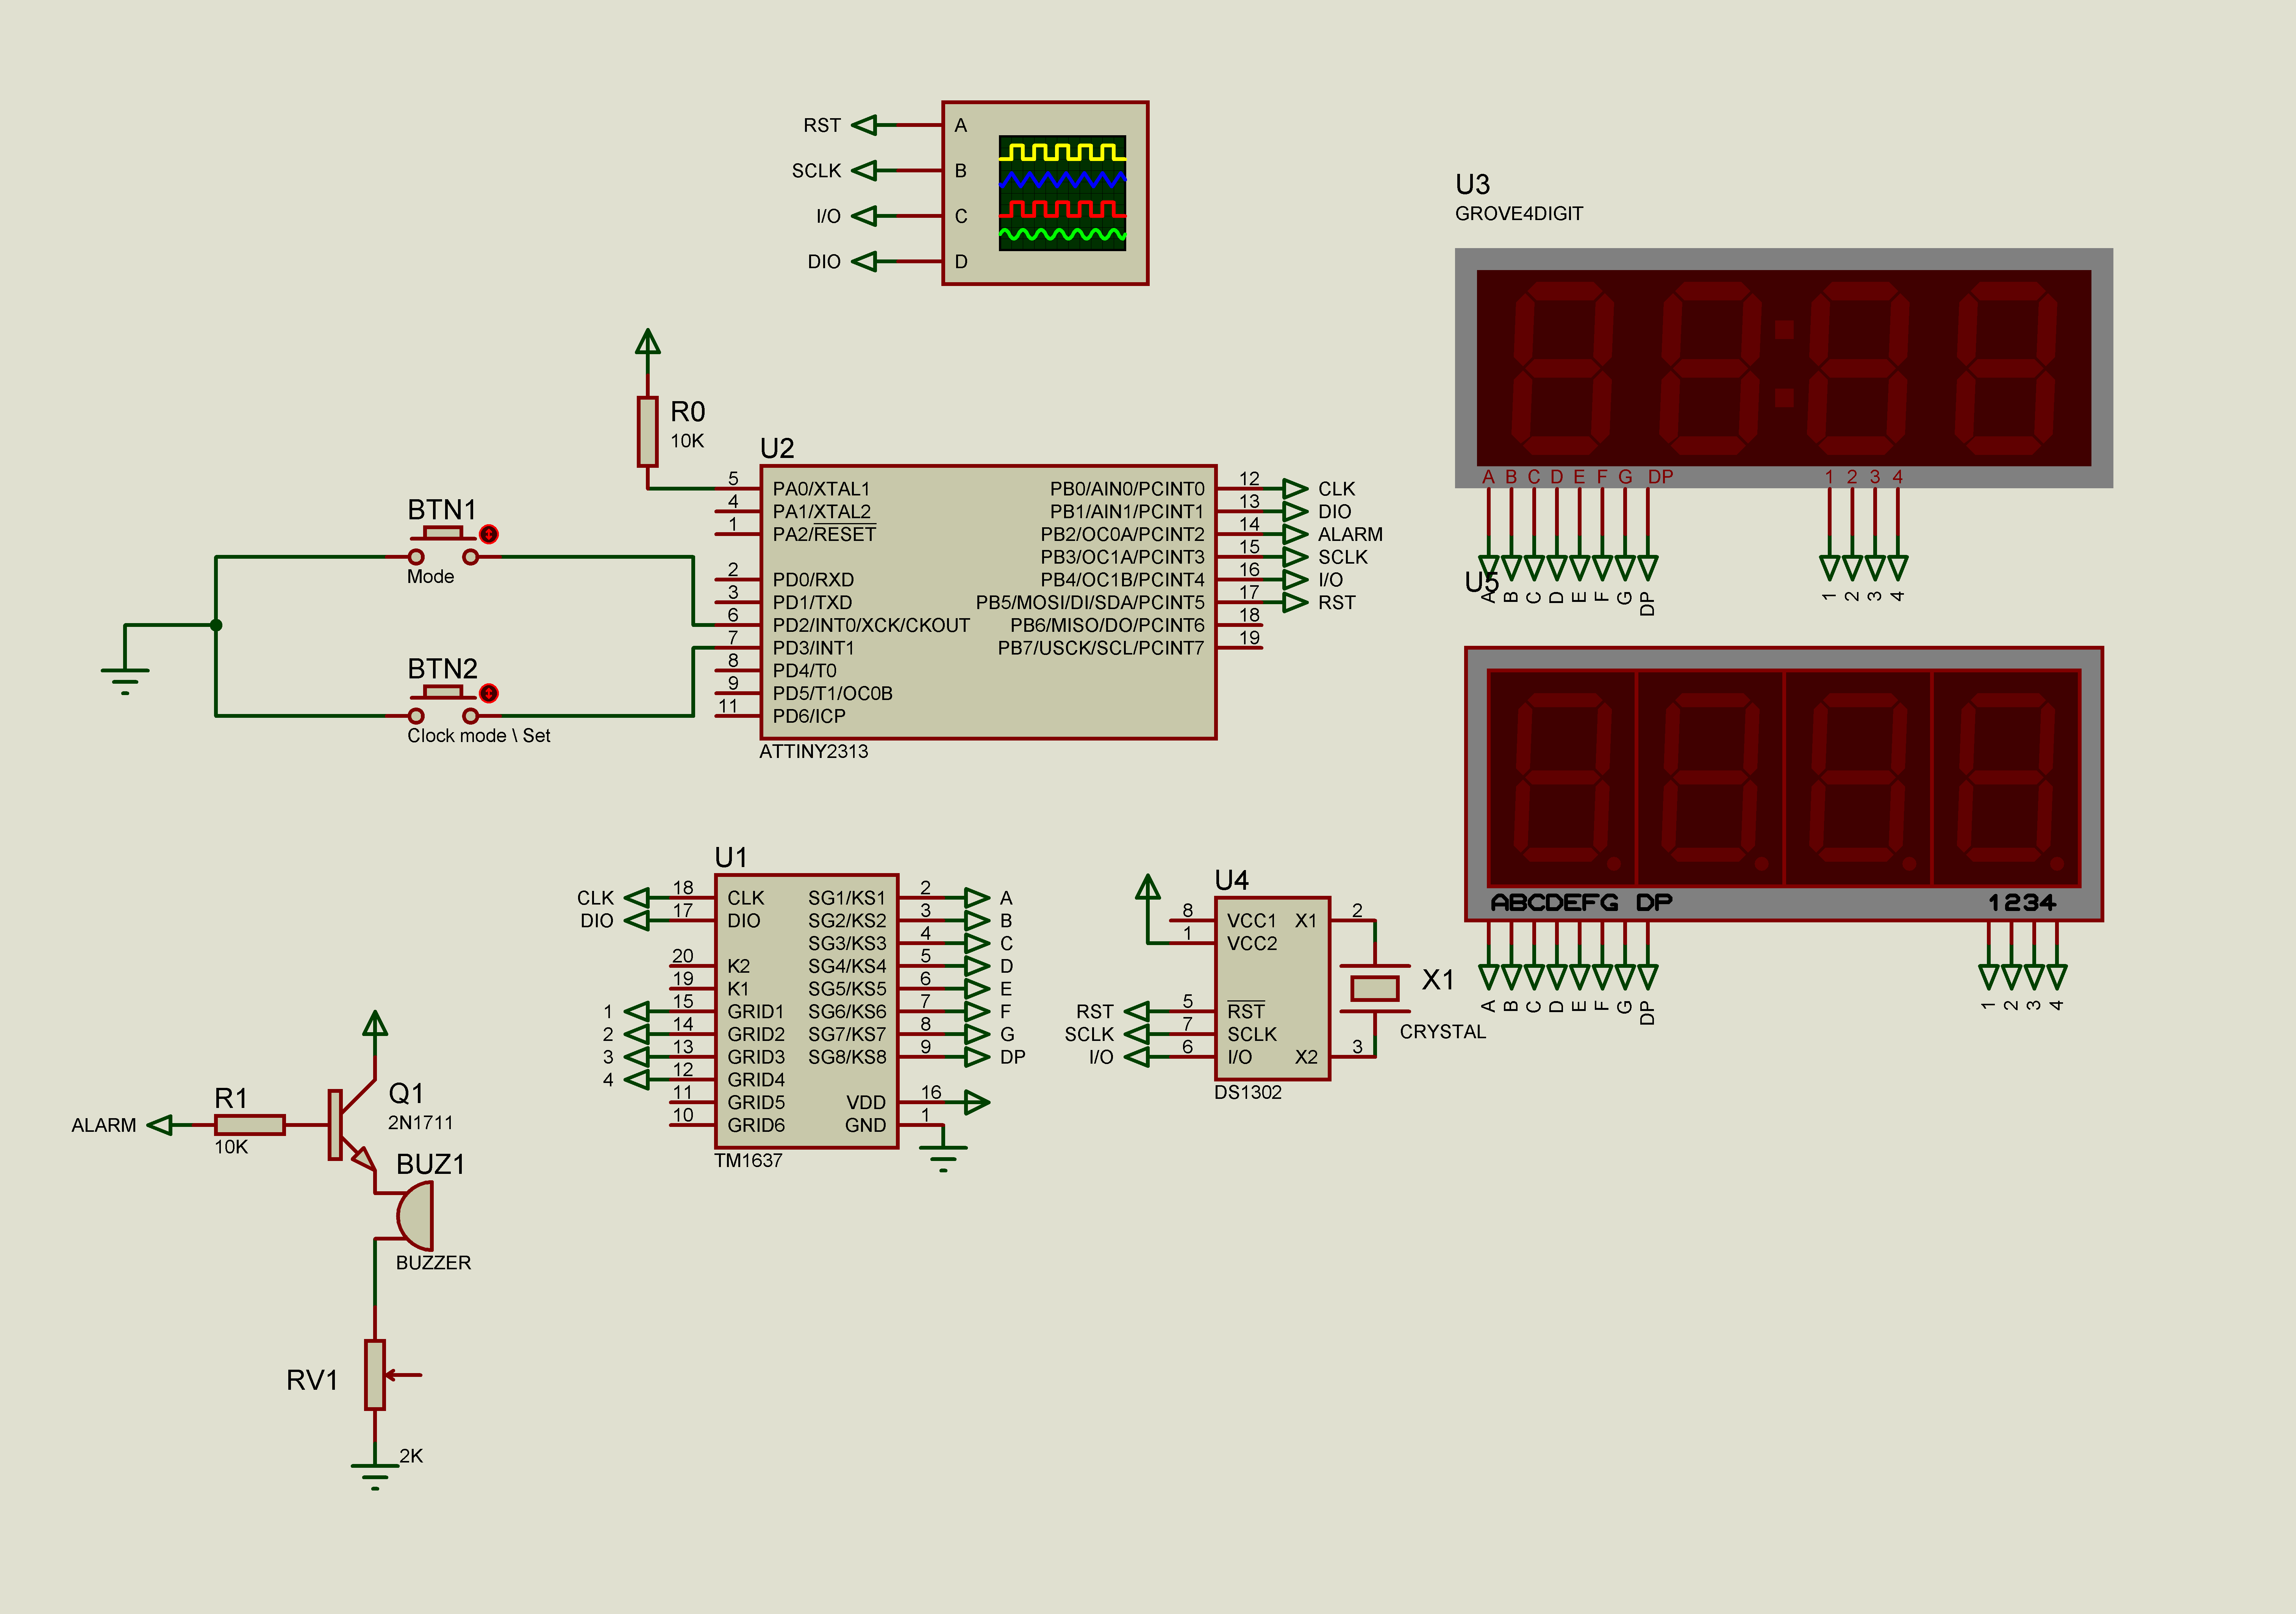 RST
A
SCLK
B
I/O
C
DIO
D
U3
GROVE4DIGIT
A B C D E F G DP
1 2 3 4
A
B
C
D
E
F
G
DP
1
2
3
4
R0
10K
U2
5 PA0/XTAL1
4 PA1/XTAL2
1 PA2/RESET
2 PD0/RXD
3 PD1/TXD
6 PD2/INT0/XCK/CKOUT
7 PD3/INT1
8 PD4/T0
9 PD5/T1/OC0B
11 PD6/ICP
PB0/AIN0/PCINT0 12 CLK
PB1/AIN1/PCINT1 13 DIO
PB2/OC0A/PCINT2 14 ALARM
PB3/OC1A/PCINT3 15 SCLK
PB4/OC1B/PCINT4 16 I/O
PB5/MOSI/DI/SDA/PCINT5 17 RST
PB6/MISO/DO/PCINT6 18
PB7/USCK/SCL/PCINT7 19
ATTINY2313
BTN1
Mode
BTN2
Clock mode \ Set
U5
ABCDEFG DP
1234
A
B
C
D
E
F
G
DP
1
2
3
4
U1
CLK 18 CLK
DIO 17 DIO
20 K2
19 K1
1 15 GRID1
2 14 GRID2
3 13 GRID3
4 12 GRID4
11 GRID5
10 GRID6
SG1/KS1 2 A
SG2/KS2 3 B
SG3/KS3 4 C
SG4/KS4 5 D
SG5/KS5 6 E
SG6/KS6 7 F
SG7/KS7 8 G
SG8/KS8 9 DP
VDD 16
GND 1
TM1637
U4
8 VCC1
1 VCC2
RST 5 RST
SCLK 7 SCLK
I/O 6 I/O
X1 2
X2 3
DS1302
X1
CRYSTAL
ALARM
R1
10K
Q1
2N1711
BUZ1
BUZZER
RV1
2K